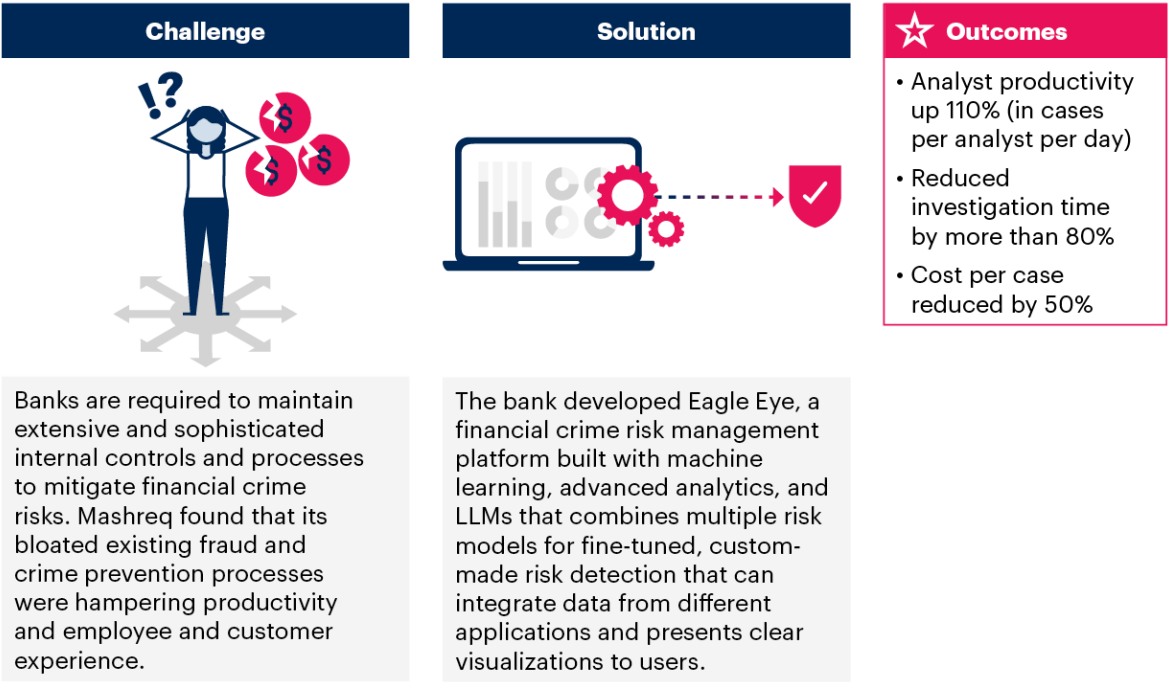 Challenge
!?
$
$
$
Banks are required to maintain
extensive and sophisticated
internal controls and processes
to mitigate financial crime
risks. Mashreq found that its
bloated existing fraud and
crime prevention processes
were hampering productivity
and employee and customer
experience.
Solution
The bank developed Eagle Eye, a
financial crime risk management
platform built with machine
learning, advanced analytics, and
LLMs that combines multiple risk
models for fine-tuned, custom-
made risk detection that can
integrate data from different
applications and presents clear
visualizations to users.
Outcomes
• Analyst productivity
up 110% (in cases
per analyst per day)
• Reduced
investigation time
by more than 80%
• Cost per case
reduced by 50%